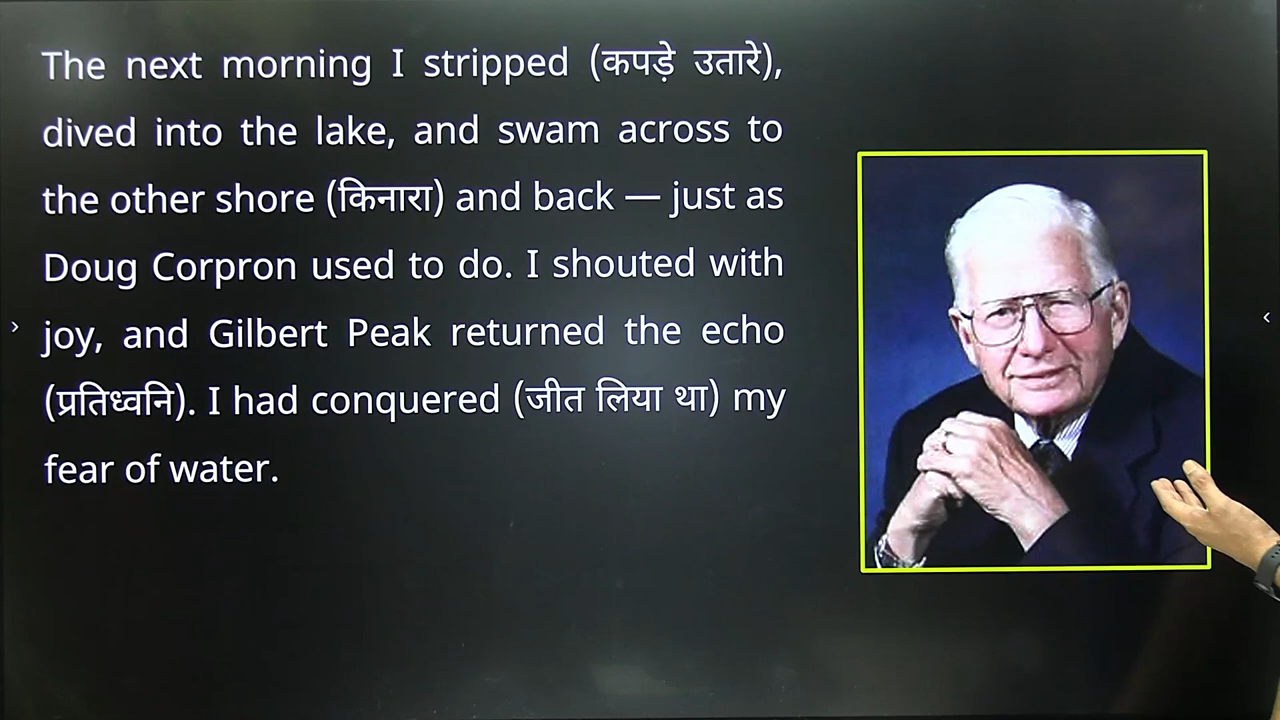 The next morning I stripped (कपड़े उतारे),
dived into the lake, and swam across to
the other shore (किनारा) and back — just as
Doug Corpron used to do. I shouted with
joy, and Gilbert Peak returned the echo
(प्रतिध्वनि). I had conquered (जीत लिया था) my
fear of water.